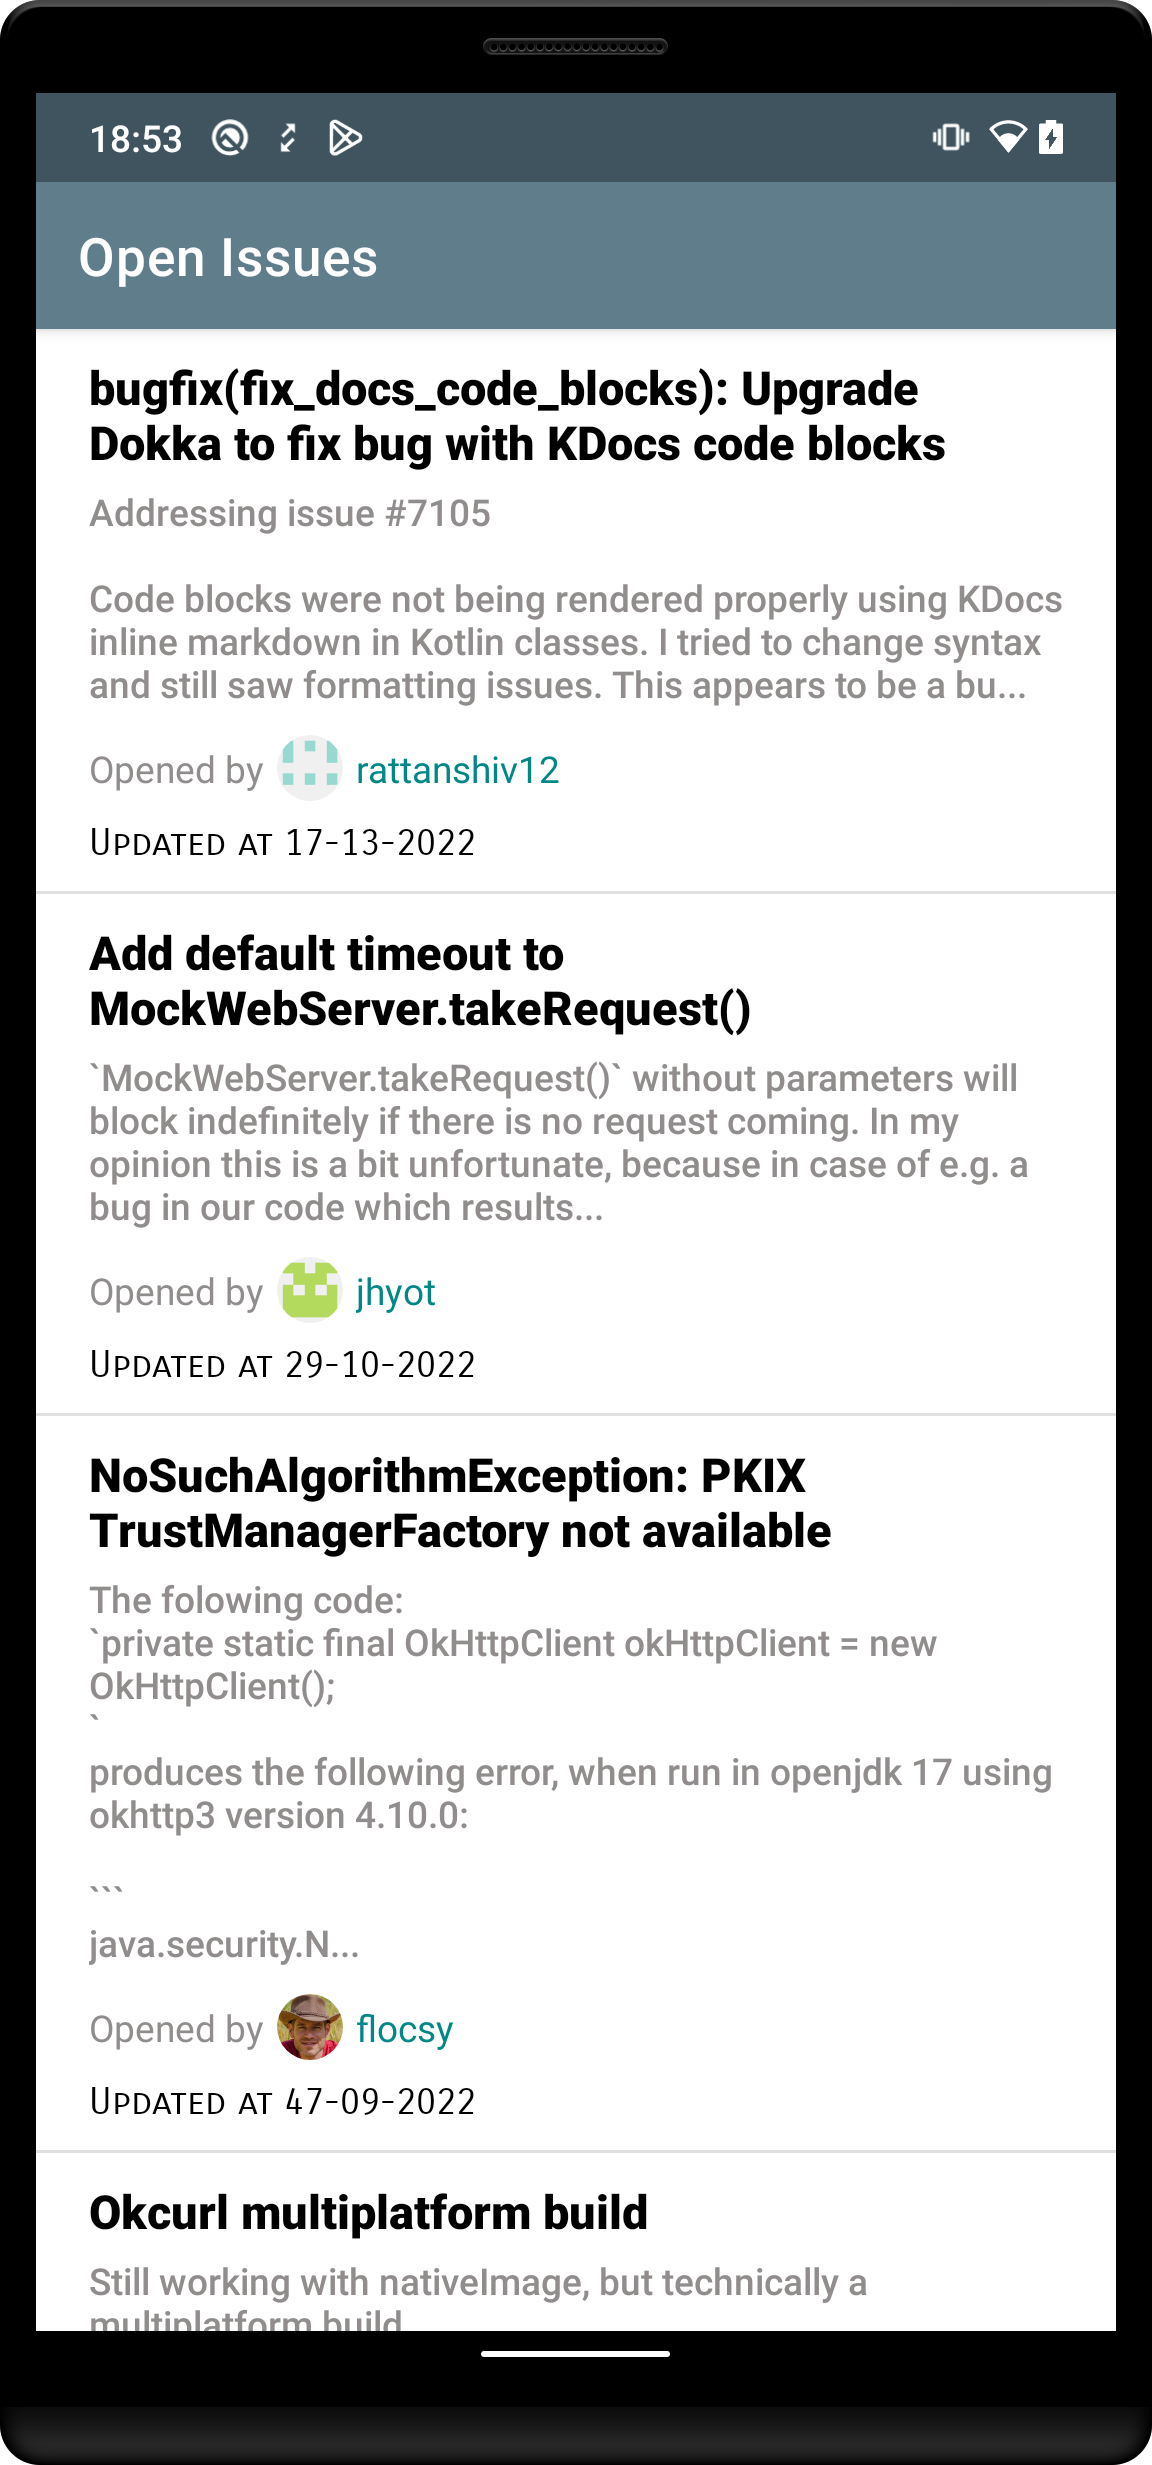 18:53
Open Issues
bugfix(fix_docs_code_blocks): Upgrade
Dokka to fix bug with KDocs code blocks
Addressing issue #7105
Code blocks were not being rendered properly using KDocs
inline markdown in Kotlin classes. I tried to change syntax
and still saw formatting issues. This appears to be a bu...
Opened by rattanshiv12
Updated at 17-13-2022
Add default timeout to
MockWebServer.takeRequest()
`MockWebServer.takeRequest()` without parameters will
block indefinitely if there is no request coming. In my
opinion this is a bit unfortunate, because in case of e.g. a
bug in our code which results...
Opened by jhyot
Updated at 29-10-2022
NoSuchAlgorithmException: PKIX
TrustManagerFactory not available
The folowing code:
`private static final OkHttpClient okHttpClient = new
OkHttpClient();
`
produces the following error, when run in openjdk 17 using
okhttp3 version 4.10.0:
```
java.security.N...
Opened by flocsy
Updated at 47-09-2022
Okcurl multiplatform build
Still working with nativeImage, but technically a
multiplatform build